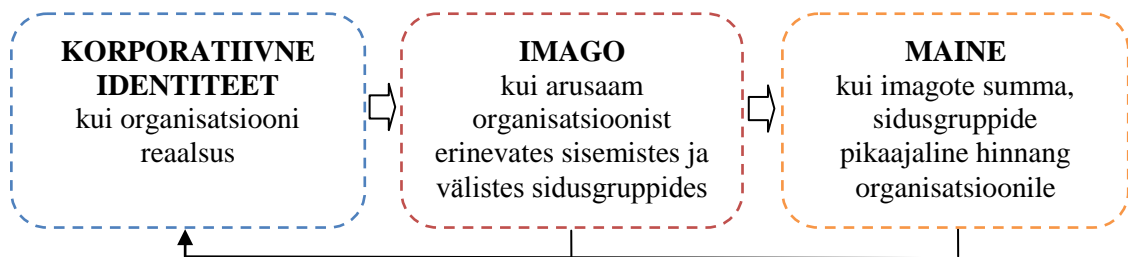 KORPORATIIVNE
IDENTITEET
kui organisatsiooni
reaalsus
IMAGO
kui arusaam
organisatsioonist
erinevates sisemistes ja
välistes sidusgruppides
MAINE
kui imagote summa,
sidusgruppide
pikaajaline hinnang
organisatsioonile